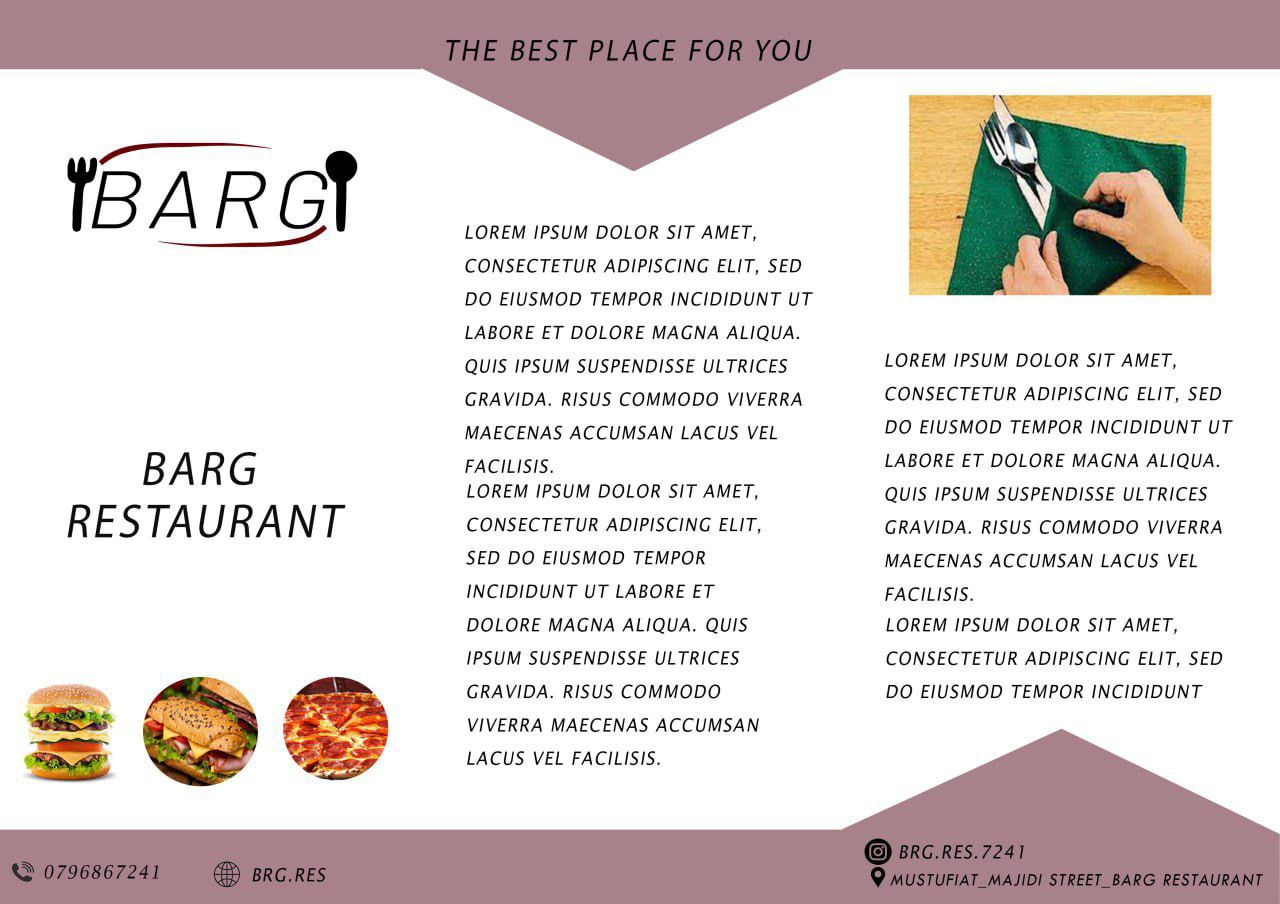 THE BEST PLACE FOR YOU
BARG
BARG
RESTAURANT
LOREM IPSUM DOLOR SIT AMET,
CONSECTETUR ADIPISCING ELIT, SED
DO EIUSMOD TEMPOR INCIDIDUNT UT
LABORE ET DOLORE MAGNA ALIQUA.
QUIS IPSUM SUSPENDISSE ULTRICES
GRAVIDA. RISUS COMMODO VIVERRA
MAECENAS ACCUMSAN LACUS VEL
FACILISIS.
LOREM IPSUM DOLOR SIT AMET,
CONSECTETUR ADIPISCING ELIT,
SED DO EIUSMOD TEMPOR
INCIDIDUNT UT LABORE ET
DOLORE MAGNA ALIQUA. QUIS
IPSUM SUSPENDISSE ULTRICES
GRAVIDA. RISUS COMMODO
VIVERRA MAECENAS ACCUMSAN
LACUS VEL FACILISIS.
LOREM IPSUM DOLOR SIT AMET,
CONSECTETUR ADIPISCING ELIT, SED
DO EIUSMOD TEMPOR INCIDIDUNT UT
LABORE ET DOLORE MAGNA ALIQUA.
QUIS IPSUM SUSPENDISSE ULTRICES
GRAVIDA. RISUS COMMODO VIVERRA
MAECENAS ACCUMSAN LACUS VEL
FACILISIS.
LOREM IPSUM DOLOR SIT AMET,
CONSECTETUR ADIPISCING ELIT, SED
DO EIUSMOD TEMPOR INCIDIDUNT
0796867241
BRG.RES
BRG.RES.7241
MUSTUFIAT_MAJIDI STREET_BARG RESTAURANT